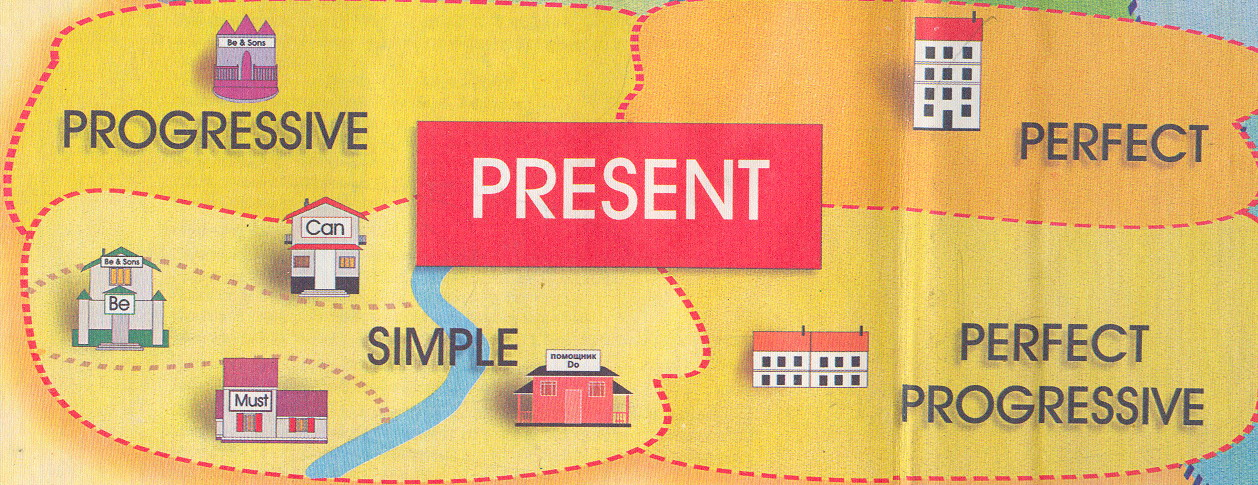 Be & Sons
PROGRESSIVE
PRESENT
PERFECT
Can
Be & Sons
Be
SIMPLE
помощник
Do
Must
PERFECT
PROGRESSIVE